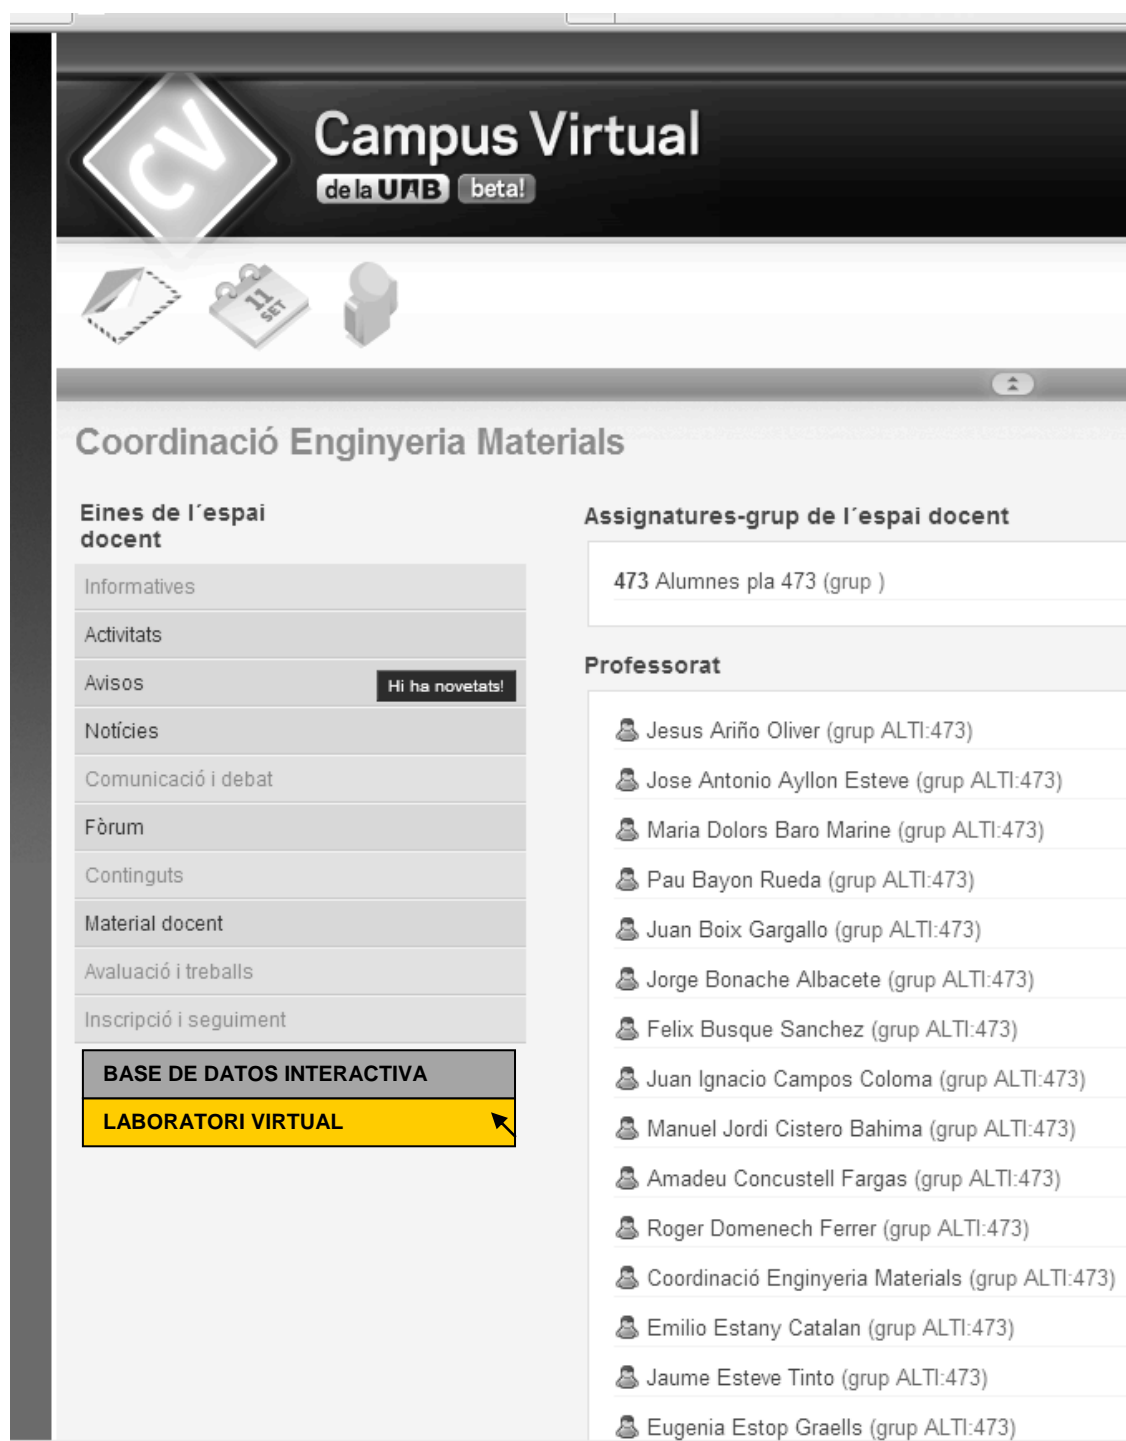 CV
Campus Virtual
de la UAB beta!
11
SET
Coordinació Enginyeria Materials
Eines de l´espai
docent
Informatives
Activitats
Avisos
Hi ha novetats!
Notícies
Comunicació i debat
Fòrum
Continguts
Material docent
Avaluació i treballs
Inscripció i seguiment
BASE DE DATOS INTERACTIVA
LABORATORI VIRTUAL
Assignatures-grup de l´espai docent
473 Alumnes pla 473 (grup )
Professorat
Jesus Ariño Oliver (grup ALTI:473)
Jose Antonio Ayllon Esteve (grup ALTI:473)
Maria Dolors Baro Marine (grup ALTI:473)
Pau Bayon Rueda (grup ALTI:473)
Juan Boix Gargallo (grup ALTI:473)
Jorge Bonache Albacete (grup ALTI:473)
Felix Busque Sanchez (grup ALTI:473)
Juan Ignacio Campos Coloma (grup ALTI:473)
Manuel Jordi Cistero Bahima (grup ALTI:473)
Amadeu Concustell Fargas (grup ALTI:473)
Roger Domenech Ferrer (grup ALTI:473)
Coordinació Enginyeria Materials (grup ALTI:473)
Emilio Estany Catalan (grup ALTI:473)
Jaume Esteve Tinto (grup ALTI:473)
Eugenia Estop Graells (grup ALTI:473)